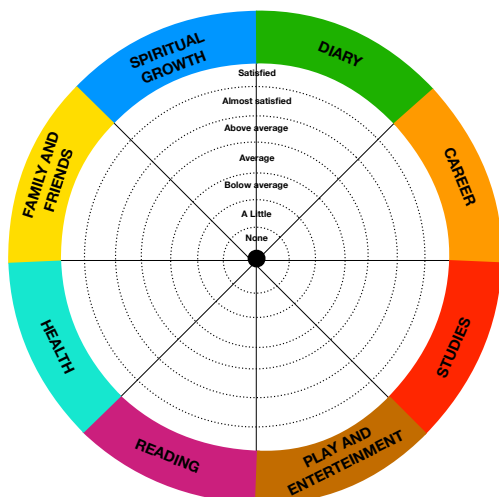 SPIRITUAL
GROWTH
DIARY
CAREER
STUDIES
PLAY AND
ENTERTEINMENT
READING
HEALTH
FAMILY AND
FRIENDS
Satisfied
Almost satisfied
Above average
Average
Bolow average
A Little
None